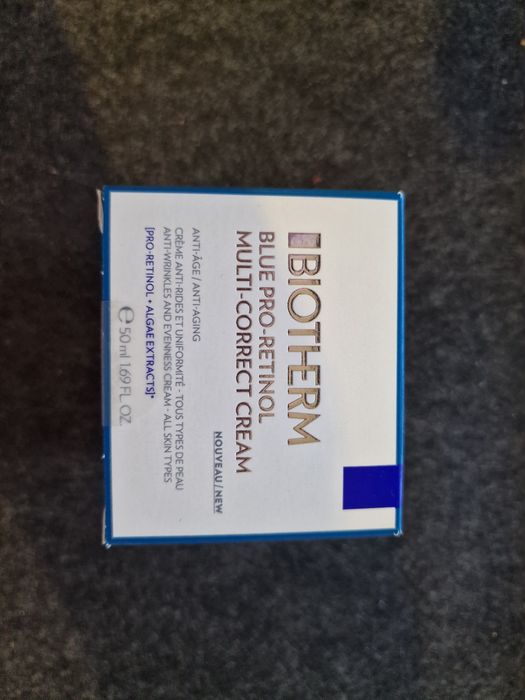 BIOTHERM
BLUE PRO-RETINOL
MULTI-CORRECT CREAM
NOUVEAU / NEW
ANTI-ÂGE / ANTI-AGING
CRÈME ANTI-RIDES ET UNIFORMITÉ - TOUS TYPES DE PEAU
ANTI-WRINKLES AND EVENNESS CREAM - ALL SKIN TYPES
[PRO-RETINOL + ALGAE EXTRACTS]*
℮ 50 ml 1.69 FL. OZ.